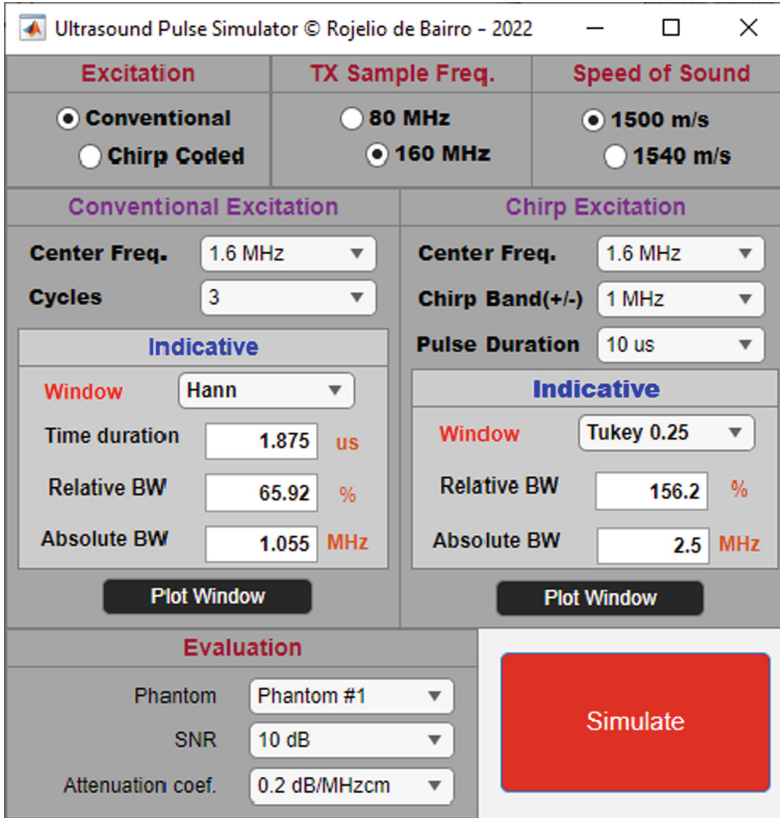 Ultrasound Pulse Simulator © Rojelio de Bairro - 2022
Excitation
Conventional
Chirp Coded
TX Sample Freq.
80 MHz
160 MHz
Speed of Sound
1500 m/s
1540 m/s
Conventional Excitation
Center Freq. 1.6 MHz
Cycles 3
Indicative
Window Hann
Time duration 1.875 us
Relative BW 65.92 %
Absolute BW 1.055 MHz
Plot Window
Chirp Excitation
Center Freq. 1.6 MHz
Chirp Band(+/-) 1 MHz
Pulse Duration 10 us
Indicative
Window Tukey 0.25
Relative BW 156.2 %
Absolute BW 2.5 MHz
Plot Window
Evaluation
Phantom Phantom #1
SNR 10 dB
Attenuation coef. 0.2 dB/MHzcm
Simulate